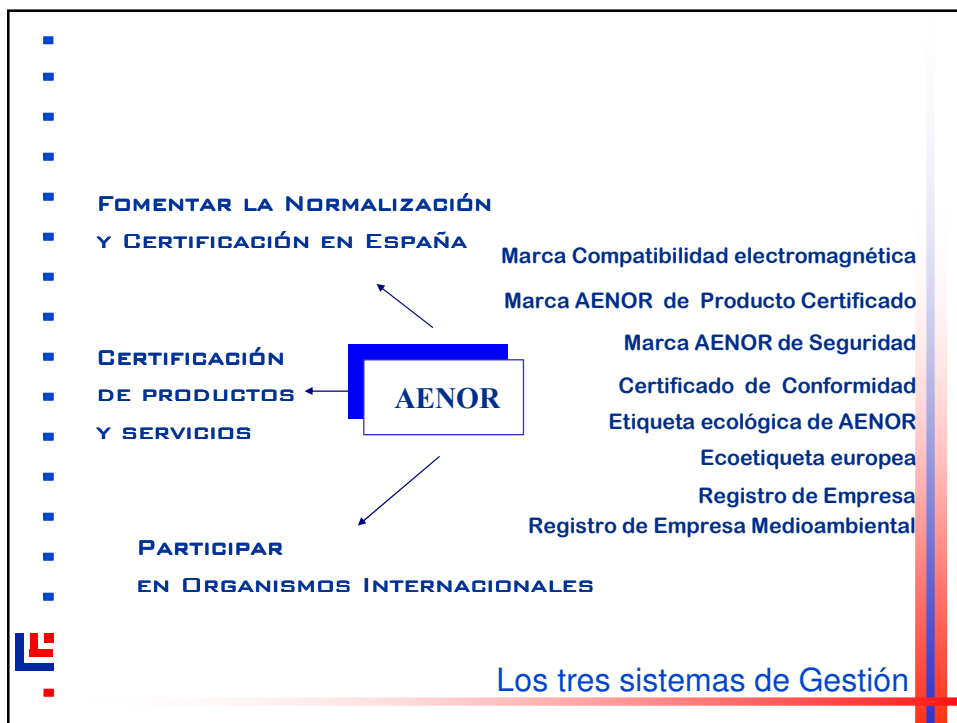 Fomentar la Normalización
y Certificación en España
Certificación
de productos
y servicios
AENOR
Participar
en Organismos Internacionales
Marca Compatibilidad electromagnética
Marca AENOR de Producto Certificado
Marca AENOR de Seguridad
Certificado de Conformidad
Etiqueta ecológica de AENOR
Ecoetiqueta europea
Registro de Empresa
Registro de Empresa Medioambiental
Los tres sistemas de Gestión